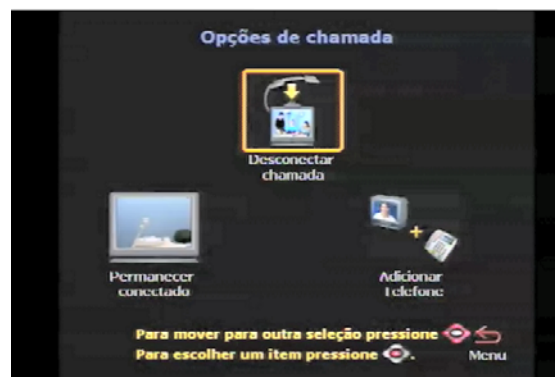 Opções de chamada
Desconectar
chamada
Permanecer
conectado
Adicionar
Telefone
Para mover para outra seleção pressione
Para escolher um item pressione .
Menu